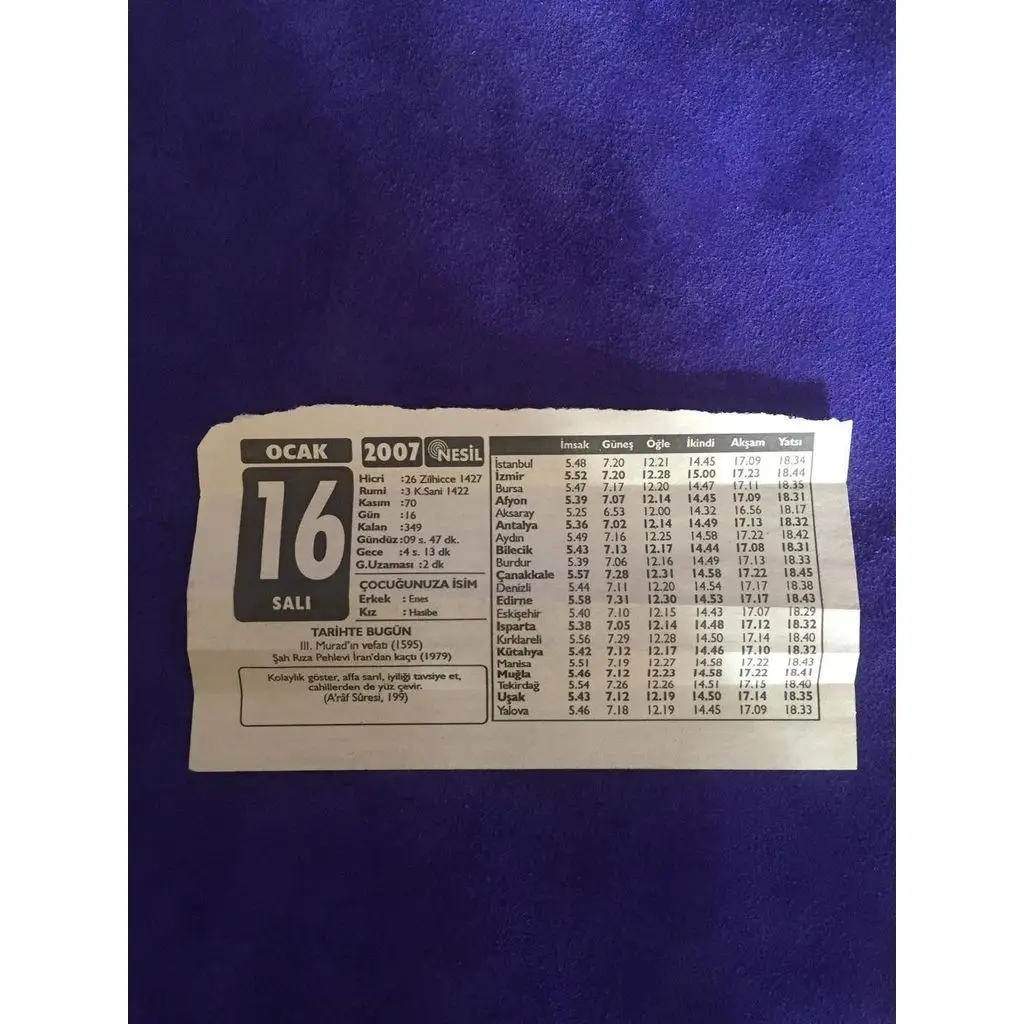 OCAK
16
SALI
2007 NESİL
Hicri :26 Zilhicce 1427
Rumi :3 K.Sani 1422
Kasım :70
Gün :16
Kalan :349
Gündüz :09 s. 47 dk.
Gece :4 s. 13 dk
G.Uzaması :2 dk
ÇOCUĞUNUZA İSİM
Erkek : Enes
Kız : Hasibe
TARİHTE BUGÜN
III. Murad'ın vefatı (1595)
Şah Rıza Pehlevi İran'dan kaçtı (1979)
Kolaylık göster, affa sarıl, iyiliği tavsiye et,
cahillerden de yüz çevir.
(A'râf Sûresi, 199)
İmsak Güneş Öğle İkindi Akşam Yatsı
İstanbul 5.48 7.20 12.21 14.45 17.09 18.34
İzmir 5.52 7.20 12.28 15.00 17.23 18.44
Bursa 5.47 7.17 12.20 14.47 17.11 18.35
Afyon 5.39 7.07 12.14 14.45 17.09 18.31
Aksaray 5.25 6.53 12.00 14.32 16.56 18.17
Antalya 5.36 7.02 12.14 14.49 17.13 18.32
Aydın 5.49 7.16 12.25 14.58 17.22 18.42
Bilecik 5.43 7.13 12.17 14.44 17.08 18.31
Burdur 5.39 7.06 12.16 14.49 17.13 18.33
Çanakkale 5.57 7.28 12.31 14.58 17.22 18.45
Denizli 5.44 7.11 12.20 14.54 17.17 18.38
Edirne 5.58 7.31 12.30 14.53 17.17 18.43
Eskişehir 5.40 7.10 12.15 14.43 17.07 18.29
Isparta 5.38 7.05 12.14 14.48 17.12 18.32
Kırklareli 5.56 7.29 12.28 14.50 17.14 18.40
Kütahya 5.42 7.12 12.17 14.46 17.10 18.32
Manisa 5.51 7.19 12.27 14.58 17.22 18.43
Muğla 5.46 7.12 12.23 14.58 17.22 18.41
Tekirdağ 5.54 7.26 12.26 14.51 17.15 18.40
Uşak 5.43 7.12 12.19 14.50 17.14 18.35
Yalova 5.46 7.18 12.19 14.45 17.09 18.33